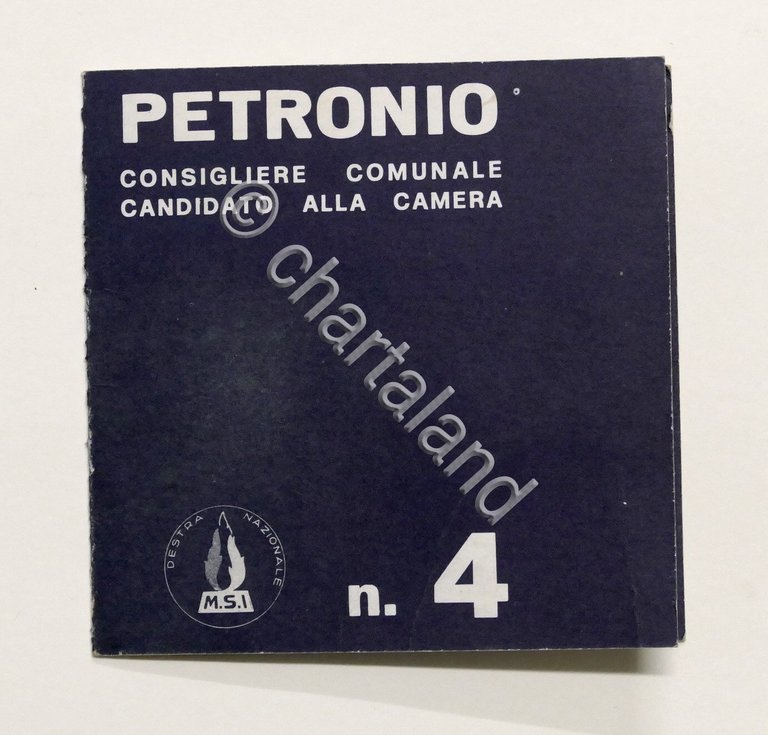 PETRONIO
CONSIGLIERE COMUNALE
CANDIDATO ALLA CAMERA
© chartaland
DESTRA NAZIONALE
M.S.I
n. 4